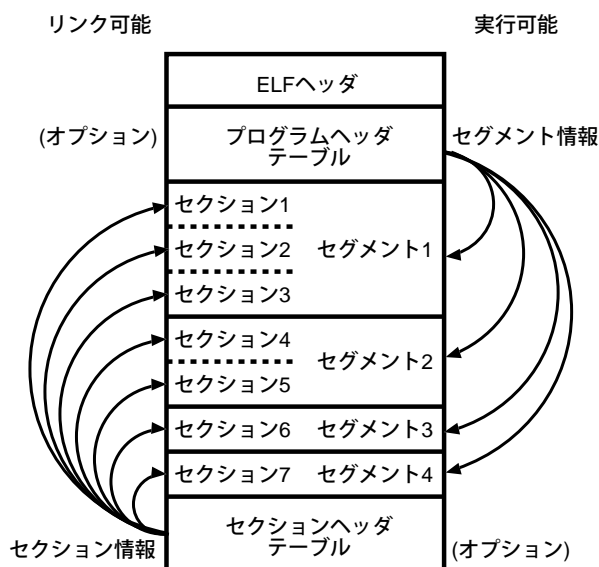 リンク可能
実行可能
ELFヘッダ
(オプション)
プログラムヘッダ
テーブル
セグメント情報
セクション1
セクション2
セグメント1
セクション3
セクション4
セグメント2
セクション5
セクション6
セグメント3
セクション7
セグメント4
セクション情報
セクションヘッダ
テーブル
(オプション)